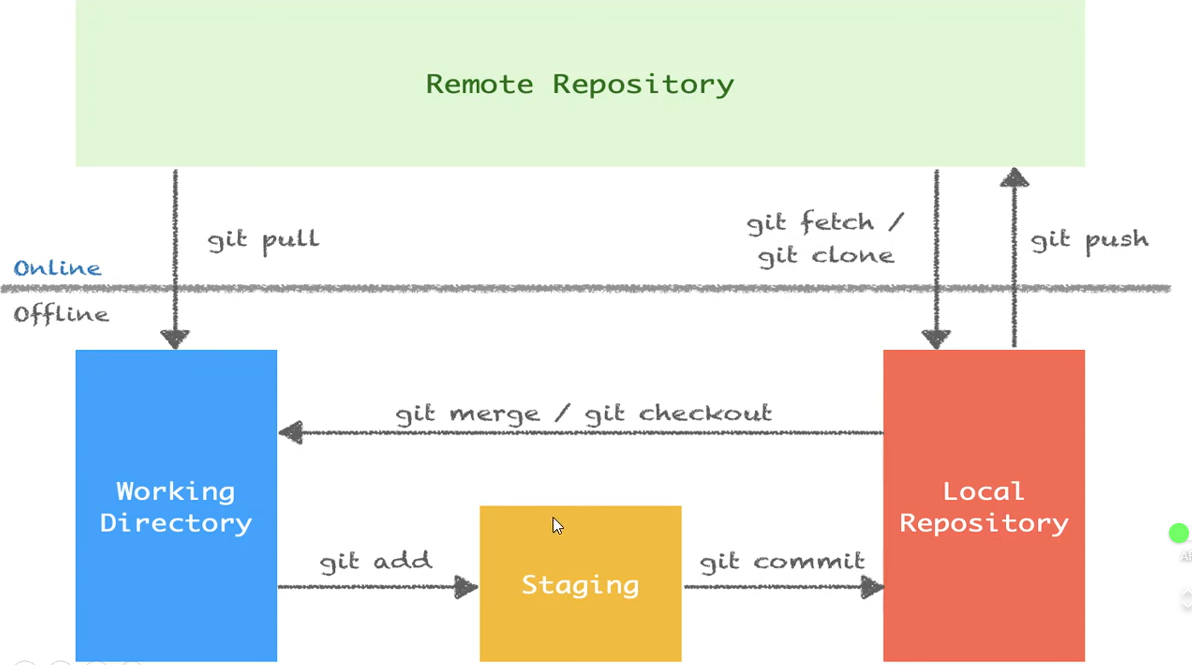 Remote Repository
git pull
git fetch /
git clone
git push
Online
Offline
git merge / git checkout
Working
Directory
Local
Repository
git add
Staging
git commit